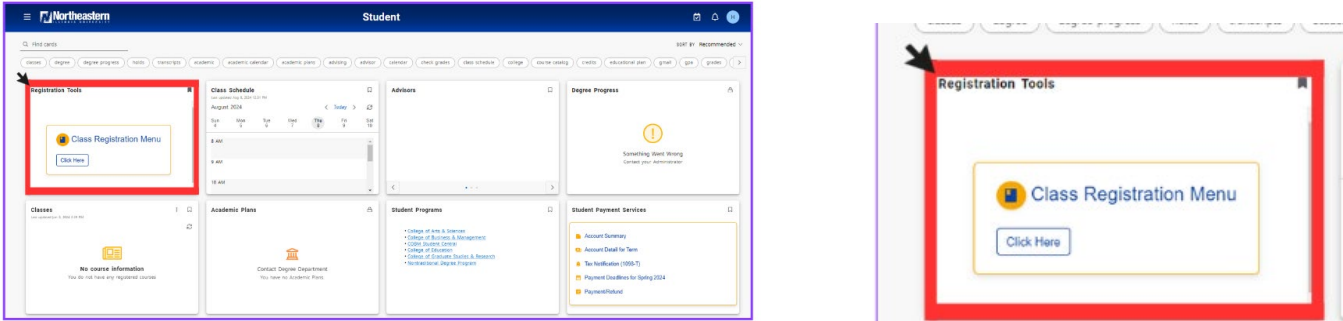 Northeastern
Student
Find cards
SORT BY Recommended
classes degree degree progress holds transcripts academic academic calendar academic plans advising advisor calendar check grades class schedule college course catalog credits educational plan gmail gpa grades
Registration Tools
Class Registration Menu
Click Here
Class Schedule
August 2024
Today
Sun Mon Tue Wed Thu Fri Sat
4 5 6 7 8 9 10
8 AM
9 AM
10 AM
Advisors
Degree Progress
Something Went Wrong
Contact your Administrator
Classes
No course information
You do not have any registered courses
Academic Plans
Contact Degree Department
You have no Academic Plans
Student Programs
• College of Arts & Sciences
• College of Business & Management
• COBM Student Central
• College of Education
• College of Graduate Studies & Research
• Nontraditional Degree Program
Student Payment Services
Account Summary
Account Detail for Term
Tax Notification (1098-T)
Payment Deadlines for Spring 2024
Payment/Refund
Registration Tools
Class Registration Menu
Click Here